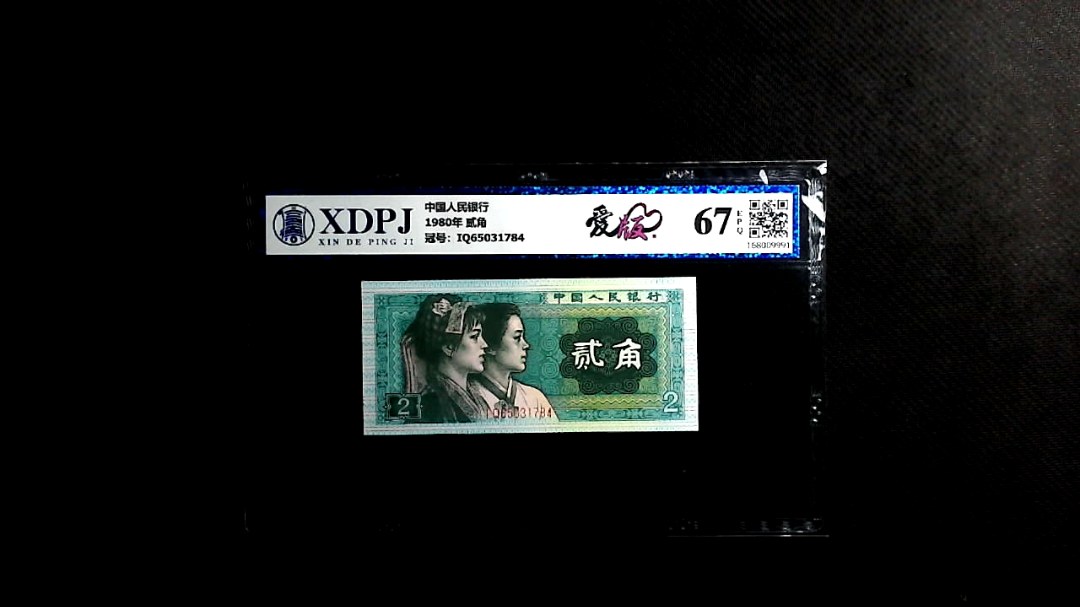 XDPJ
XIN DE PING JI
中国人民银行
1980年 贰角
冠号：IQ65031784
爱版
67
EPQ
168009991
中国人民银行
贰角
2
IQ65031784
2